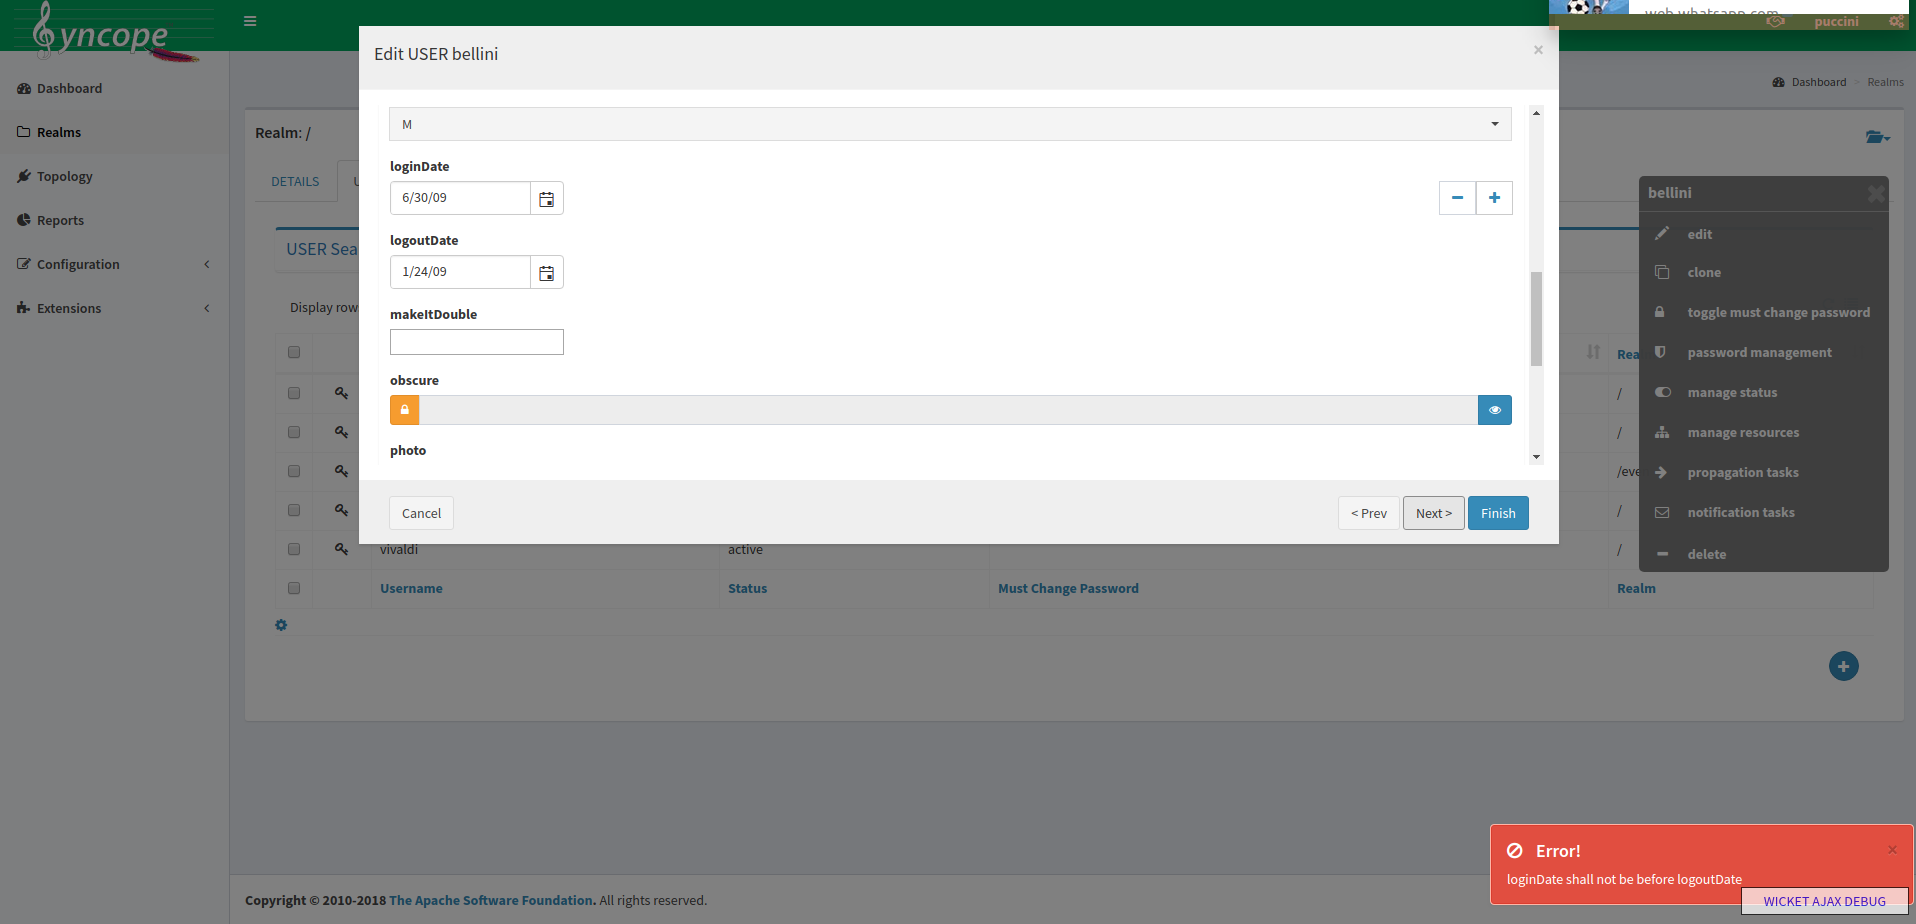 yncope
web.whatsapp.com
puccini
Dashboard
Realms
Topology
Reports
Configuration
Extensions
Dashboard > Realms
Realm: /
DETAILS
USER Sea
Display row
Rea
/
/
/eve
/
vivaldi active /
Username Status Must Change Password Realm
Edit USER bellini
×
M
loginDate
6/30/09
logoutDate
1/24/09
makeItDouble
obscure
photo
Cancel
< Prev
Next >
Finish
bellini
edit
clone
toggle must change password
password management
manage status
manage resources
propagation tasks
notification tasks
delete
Error!
×
loginDate shall not be before logoutDate
WICKET AJAX DEBUG
Copyright © 2010-2018 The Apache Software Foundation. All rights reserved.